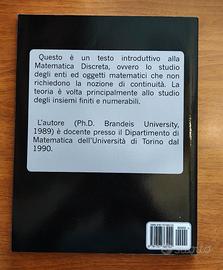 Questo è un testo introduttivo alla
Matematica Discreta, ovvero lo studio
degli enti ed oggetti matematici che non
richiedono la nozione di continuità. La
teoria è volta principalmente allo studio
degli insiemi finiti e numerabili.
L'autore (Ph.D. Brandeis University,
1989) è docente presso il Dipartimento di
Matematica dell'Università di Torino dal
1990.
subito